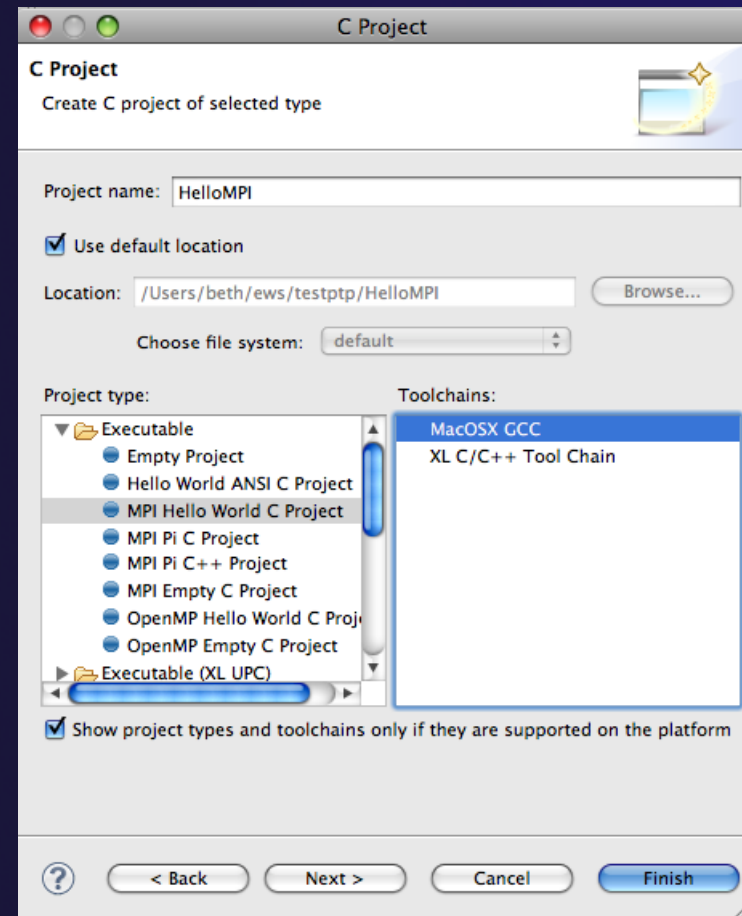 C Project
C Project
Create C project of selected type
Project name: HelloMPI
Use default location
Location: /Users/beth/ews/testptp/HelloMPI Browse...
Choose file system: default
Project type: Toolchains:
Executable MacOSX GCC
Empty Project XL C/C++ Tool Chain
Hello World ANSI C Project
MPI Hello World C Project
MPI Pi C Project
MPI Pi C++ Project
MPI Empty C Project
OpenMP Hello World C Proj
OpenMP Empty C Project
Executable (XL UPC)
Show project types and toolchains only if they are supported on the platform
? < Back Next > Cancel Finish